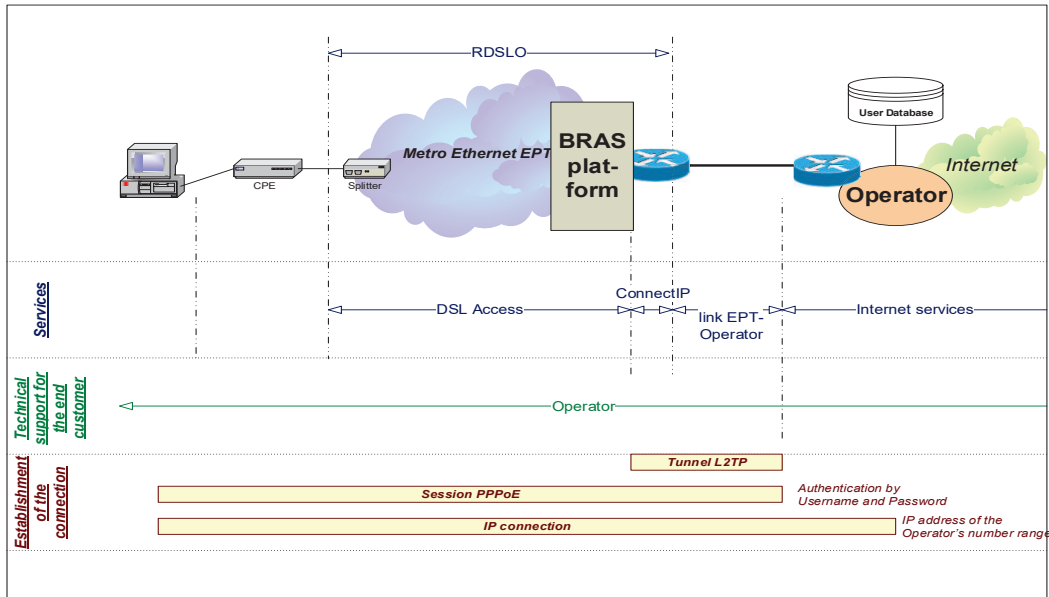 RDSLO
User Database
Metro Ethernet EPT
BRAS
plat-
form
Internet
CPE
Splitter
Operator
Services
ConnectIP
DSL Access
link EPT-
Operator
Internet services
Technical
support for
the end
customer
Operator
Establishment
of the
connection
Tunnel L2TP
Session PPPoE
Authentication by
Username and Password
IP connection
IP address of the
Operator's number range